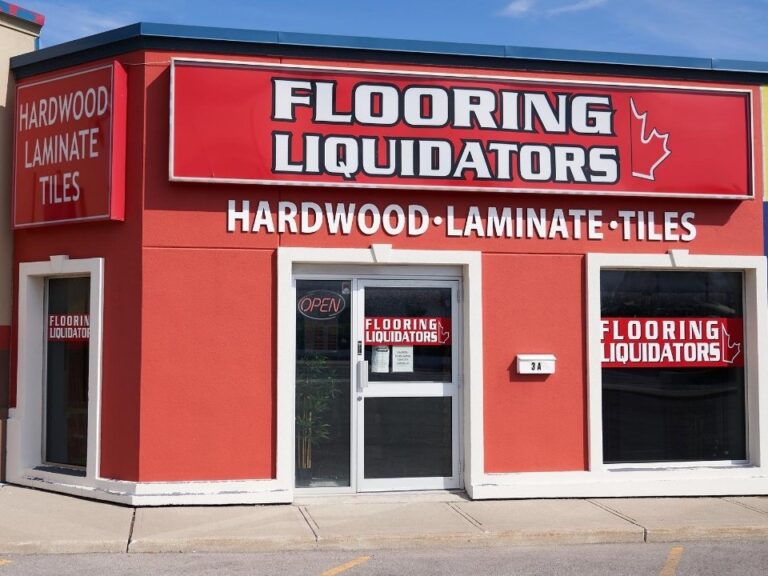 HARDWOOD
LAMINATE
TILES
FLOORING
LIQUIDATORS
HARDWOOD·LAMINATE·TILES
FLOORING
LIQUIDATORS
OPEN
FLOORING
LIQUIDATORS
3A
FLOORING
LIQUIDATORS